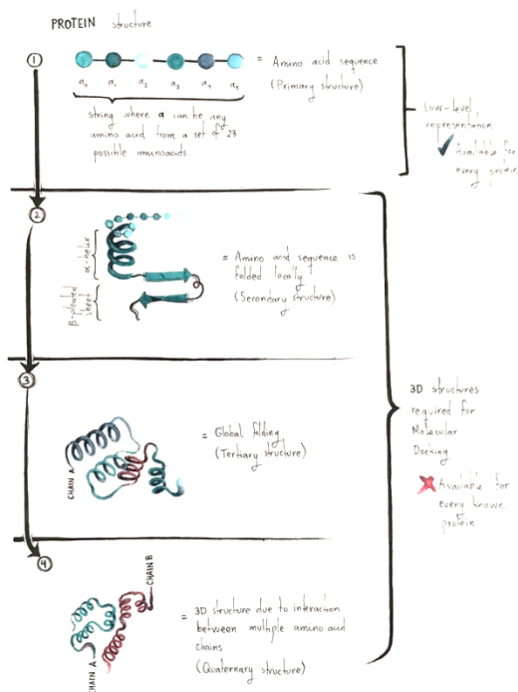 PROTEIN structure
1
a₀ a₁ a₂ a₃ a₄ a₅
= Amino acid sequence
(Primary structure)
String where a can be any
amino acid from a set of 23
possible aminoacids.
Low-level
representation
✓ Available for
every protein
2
α-helix
β-pleated
sheet
= Amino acid sequence is
folded locally
(Secondary structure)
3
CHAIN A
= Global folding
(Tertiary structure)
3D structures
required for
Molecular
Docking
✗ Available for
every known
protein
4
CHAIN B
CHAIN A
= 3D structure due to interaction
between multiple amino acid
chains
(Quaternary structure)